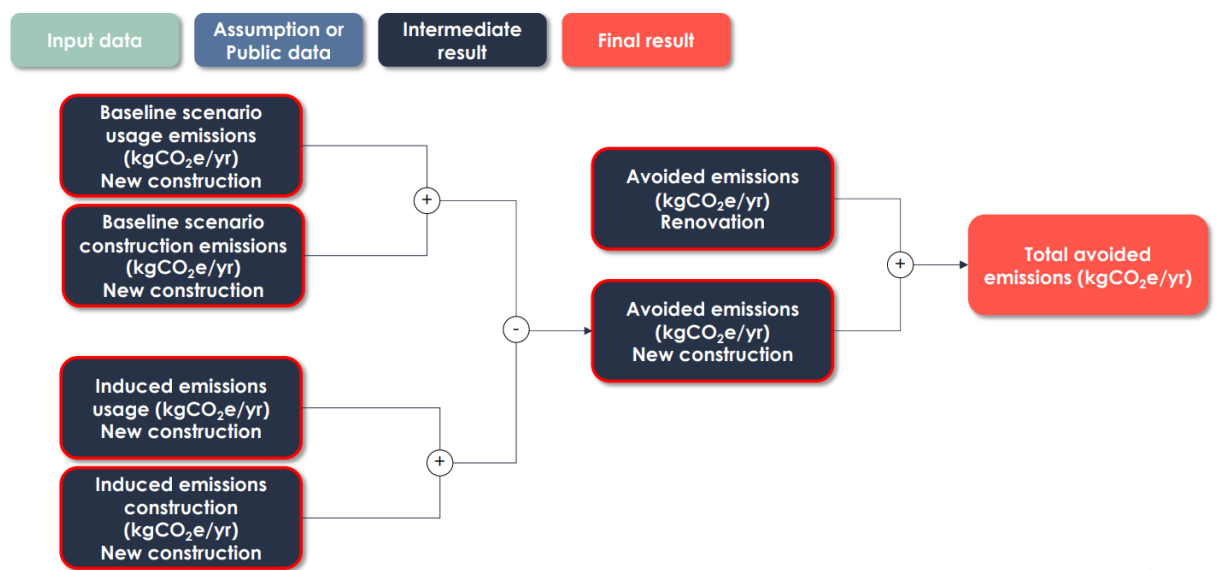 Input data
Assumption or
Public data
Intermediate
result
Final result
Baseline scenario
usage emissions
(kgCO₂e/yr)
New construction
+
Baseline scenario
construction emissions
(kgCO₂e/yr)
New construction
Avoided emissions
(kgCO₂e/yr)
Renovation
+
Total avoided
emissions (kgCO₂e/yr)
-
Avoided emissions
(kgCO₂e/yr)
New construction
Induced emissions
usage (kgCO₂e/yr)
New construction
+
Induced emissions
construction
(kgCO₂e/yr)
New construction